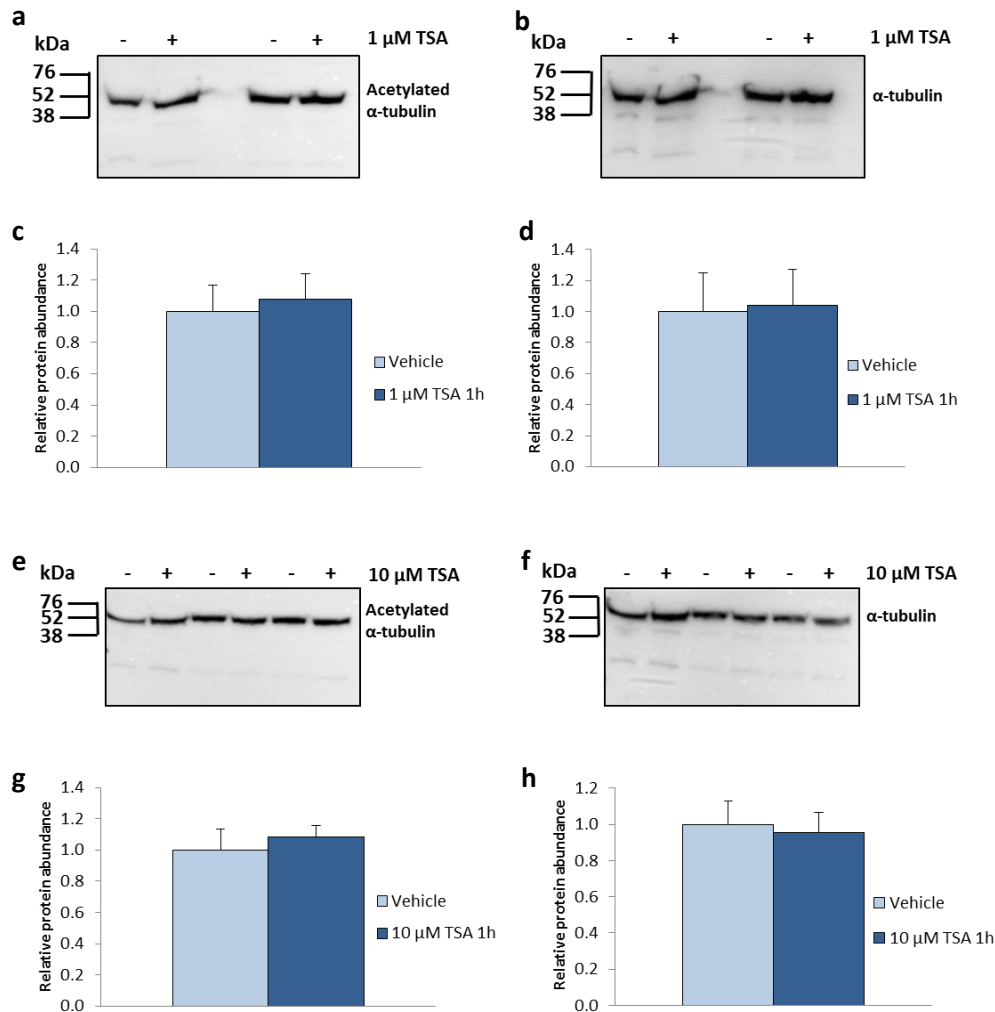 a
kDa - + - + 1 µM TSA
76
52
38
Acetylated
α-tubulin
b
kDa - + - + 1 µM TSA
76
52
38
α-tubulin
c
Relative protein abundance
1.4
1.2
1.0
0.8
0.6
0.4
0.2
0.0
Vehicle
1 µM TSA 1h
d
Relative protein abundance
1.4
1.2
1.0
0.8
0.6
0.4
0.2
0.0
Vehicle
1 µM TSA 1h
e
kDa - + - + - + 10 µM TSA
76
52
38
Acetylated
α-tubulin
f
kDa - + - + - + 10 µM TSA
76
52
38
α-tubulin
g
Relative protein abundance
1.4
1.2
1.0
0.8
0.6
0.4
0.2
0.0
Vehicle
10 µM TSA 1h
h
Relative protein abundance
1.2
1.0
0.8
0.6
0.4
0.2
0.0
Vehicle
10 µM TSA 1h